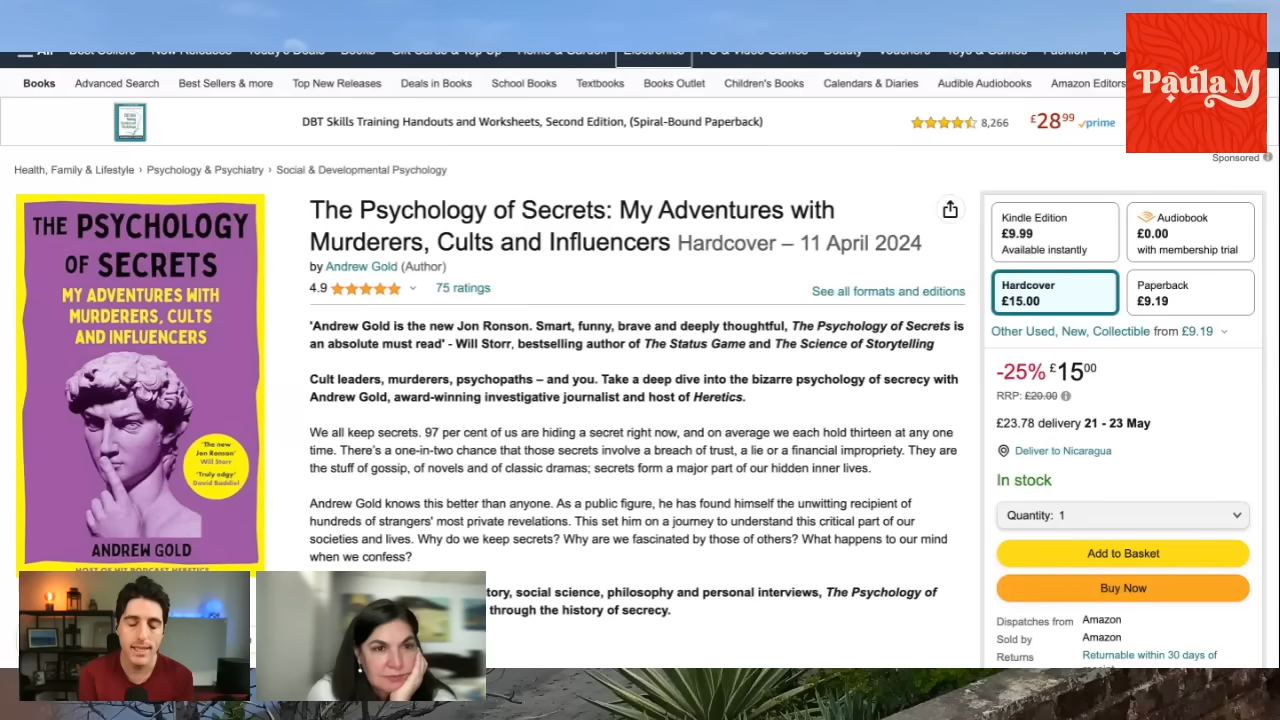 Paula M
Books Advanced Search Best Sellers & more Top New Releases Deals in Books School Books Textbooks Books Outlet Children's Books Calendars & Diaries Audible Audiobooks Amazon Editors
DBT Skills Training Handouts and Worksheets, Second Edition, (Spiral-Bound Paperback)
8,266
£28.99 prime
Sponsored
Health, Family & Lifestyle › Psychology & Psychiatry › Social & Developmental Psychology
THE PSYCHOLOGY
OF SECRETS
MY ADVENTURES WITH
MURDERERS, CULTS
AND INFLUENCERS
'The new
Jon Ronson'
Will Storr
'Truly edgy'
David Baddiel
ANDREW GOLD
HOST OF HIT PODCAST HERETICS
The Psychology of Secrets: My Adventures with
Murderers, Cults and Influencers Hardcover – 11 April 2024
by Andrew Gold (Author)
4.9 75 ratings
See all formats and editions
'Andrew Gold is the new Jon Ronson. Smart, funny, brave and deeply thoughtful, The Psychology of Secrets is
an absolute must read' - Will Storr, bestselling author of The Status Game and The Science of Storytelling
Cult leaders, murderers, psychopaths – and you. Take a deep dive into the bizarre psychology of secrecy with
Andrew Gold, award-winning investigative journalist and host of Heretics.
We all keep secrets. 97 per cent of us are hiding a secret right now, and on average we each hold thirteen at any one
time. There's a one-in-two chance that those secrets involve a breach of trust, a lie or a financial impropriety. They are
the stuff of gossip, of novels and of classic dramas; secrets form a major part of our hidden inner lives.
Andrew Gold knows this better than anyone. As a public figure, he has found himself the unwitting recipient of
hundreds of strangers' most private revelations. This set him on a journey to understand this critical part of our
societies and lives. Why do we keep secrets? Why are we fascinated by those of others? What happens to our mind
when we confess?
tory, social science, philosophy and personal interviews, The Psychology of
through the history of secrecy.
Kindle Edition
£9.99
Available instantly
Audiobook
£0.00
with membership trial
Hardcover
£15.00
Paperback
£9.19
Other Used, New, Collectible from £9.19
-25% £15.00
RRP: £20.00
£23.78 delivery 21 - 23 May
Deliver to Nicaragua
In stock
Quantity: 1
Add to Basket
Buy Now
Dispatches from Amazon
Sold by Amazon
Returns Returnable within 30 days of